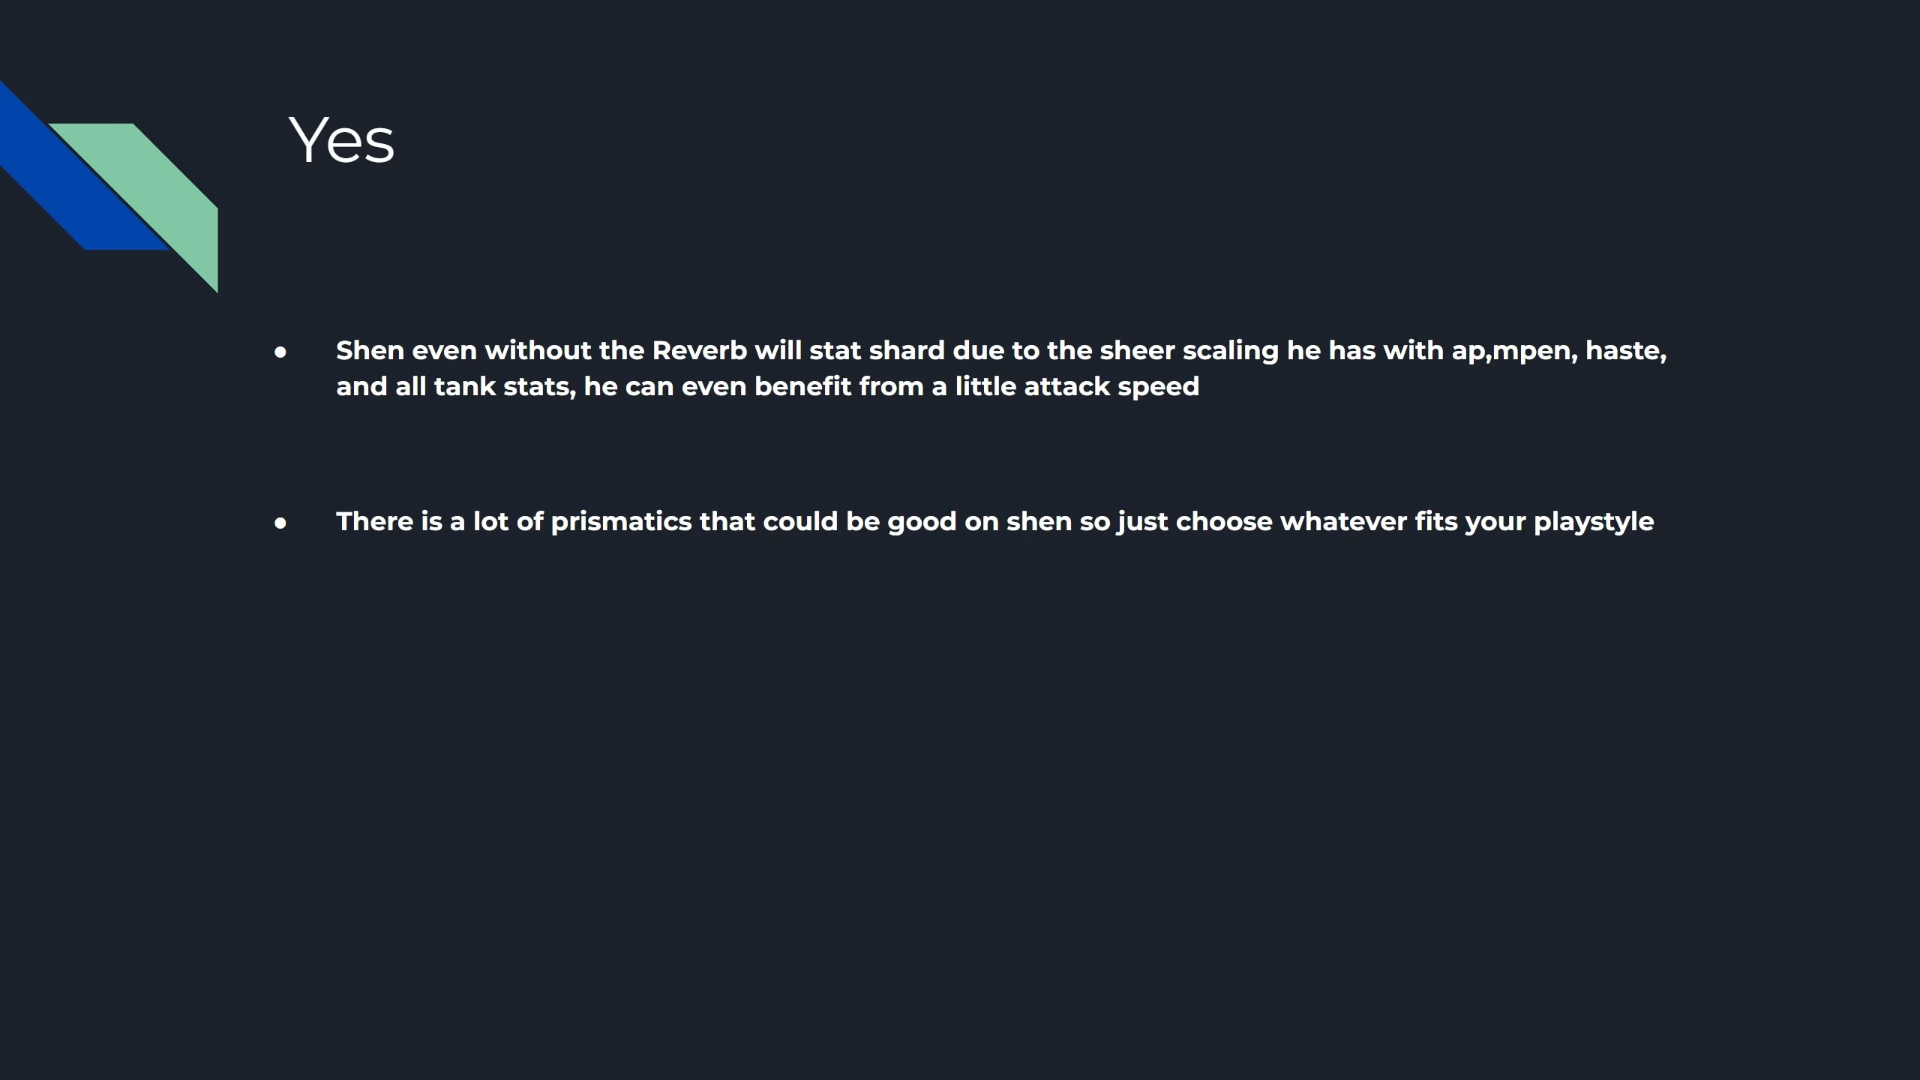 Yes
● Shen even without the Reverb will stat shard due to the sheer scaling he has with ap,mpen, haste,
and all tank stats, he can even benefit from a little attack speed
● There is a lot of prismatics that could be good on shen so just choose whatever fits your playstyle